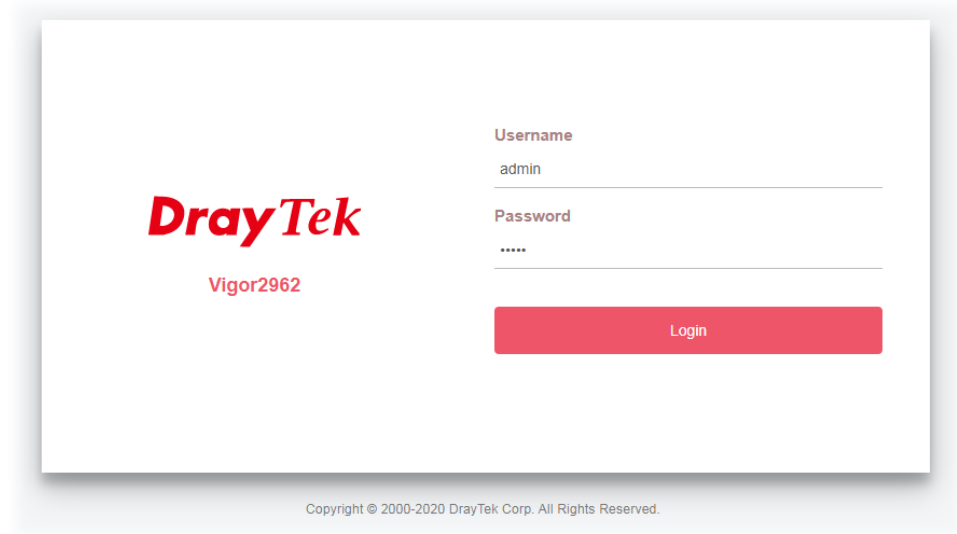 DrayTek
Vigor2962
Username
admin
Password
•••••
Login
Copyright © 2000-2020 DrayTek Corp. All Rights Reserved.